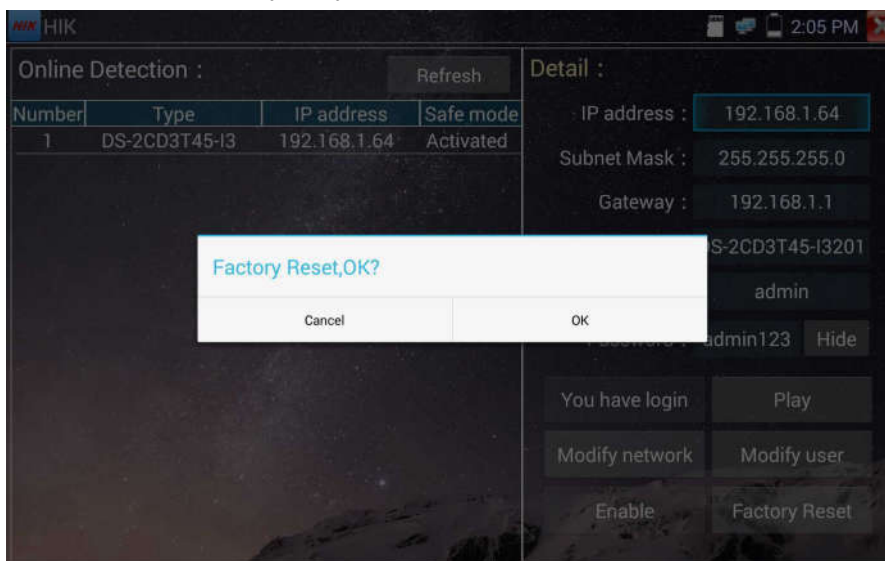 HIK HIK 2:05 PM
Online Detection :
Refresh
Number Type IP address Safe mode
1 DS-2CD3T45-I3 192.168.1.64 Activated
Detail :
IP address : 192.168.1.64
Subnet Mask : 255.255.255.0
Gateway : 192.168.1.1
S-2CD3T45-I3201
admin
admin123 Hide
Factory Reset,OK?
Cancel OK
You have login Play
Modify network Modify user
Enable Factory Reset